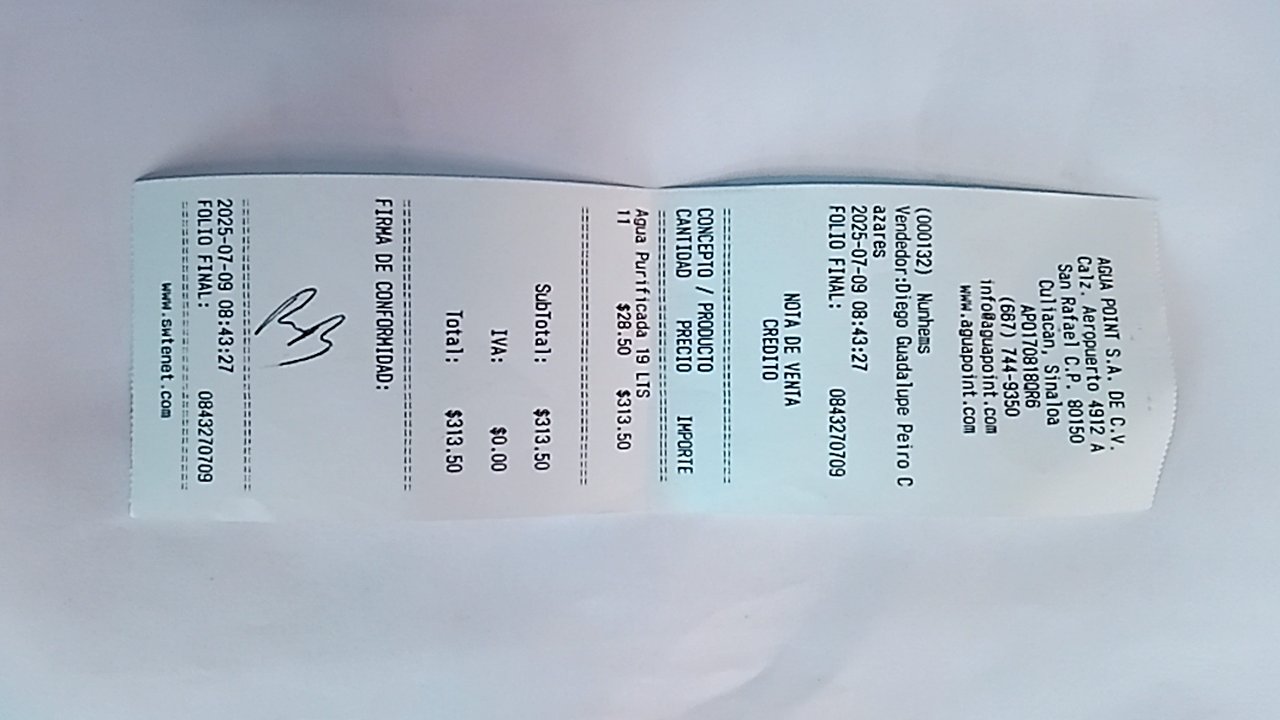 AGUA POINT S.A. DE C.V.
Calz. Aeropuerto 4912 A
San Rafael C.P. 80150
Culiacan, Sinaloa
APO170818QR6
(667) 744-9350
info@aguapoint.com
www.aguapoint.com
(000132) Nunhems
Vendedor:Diego Guadalupe Peiro C
azares
2025-07-09 08:43:27
FOLIO FINAL: 0843270709
NOTA DE VENTA
CREDITO
================================
CONCEPTO / PRODUCTO
CANTIDAD PRECIO IMPORTE
================================
Agua Purificada 19 LTS
11 $28.50 $313.50
================================
SubTotal: $313.50
IVA: $0.00
Total: $313.50
================================
FIRMA DE CONFORMIDAD:
================================
2025-07-09 08:43:27
FOLIO FINAL: 0843270709
================================
www.swtenet.com